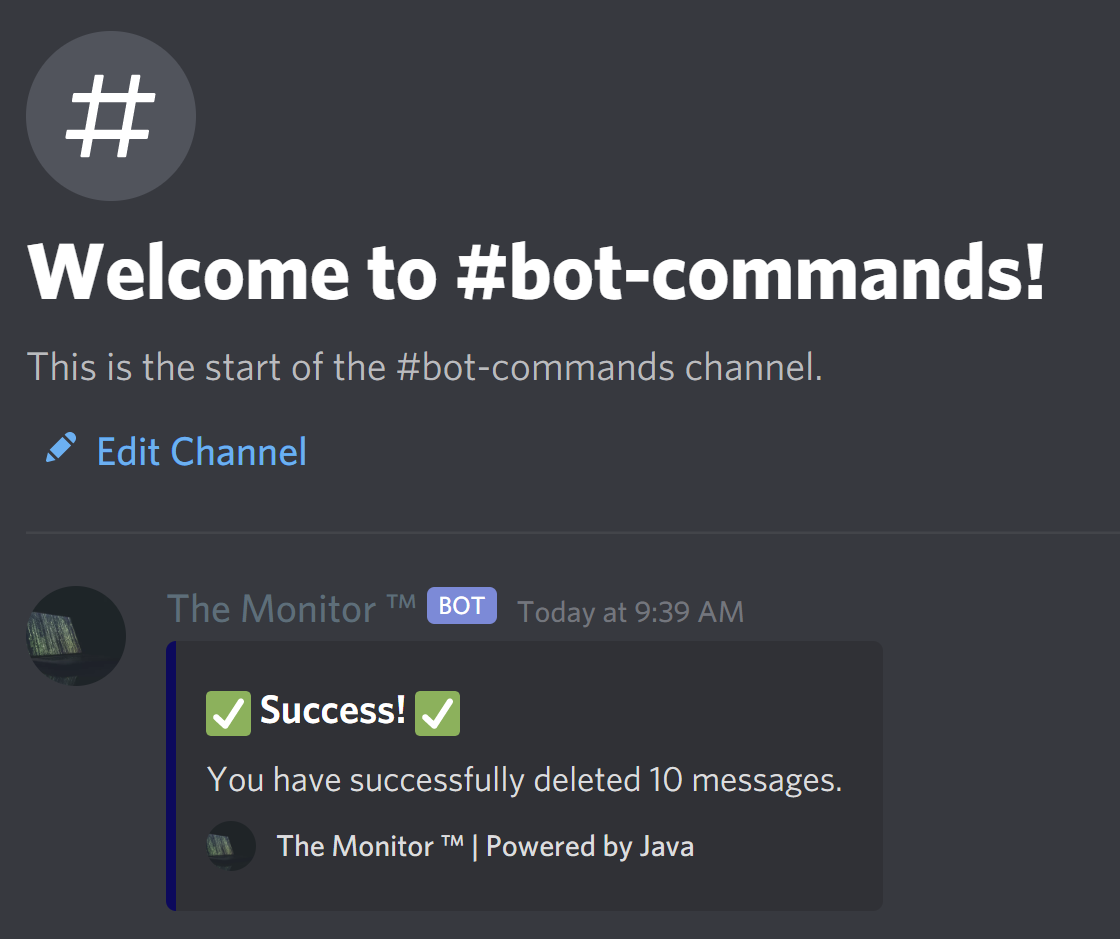 #
Welcome to #bot-commands!
This is the start of the #bot-commands channel.
Edit Channel
The Monitor ™ BOT Today at 9:39 AM
✅ Success! ✅
You have successfully deleted 10 messages.
The Monitor ™ | Powered by Java